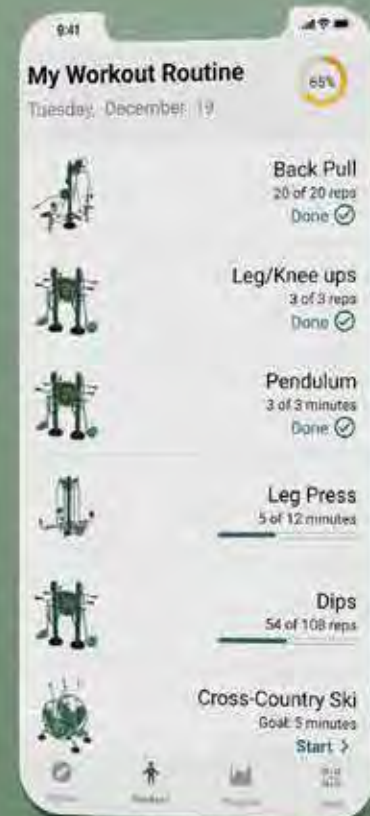 9:41
My Workout Routine
65%
Tuesday, December 19
Back Pull
20 of 20 reps
Done
Leg/Knee ups
3 of 3 reps
Done
Pendulum
3 of 3 minutes
Done
Leg Press
5 of 12 minutes
Dips
54 of 108 reps
Cross-Country Ski
Goal: 5 minutes
Start >